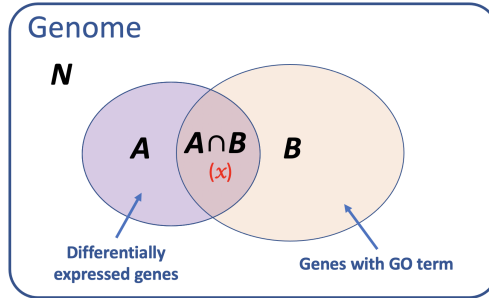 Genome
N
A
A∩B
B
(x)
Differentially
expressed genes
Genes with GO term